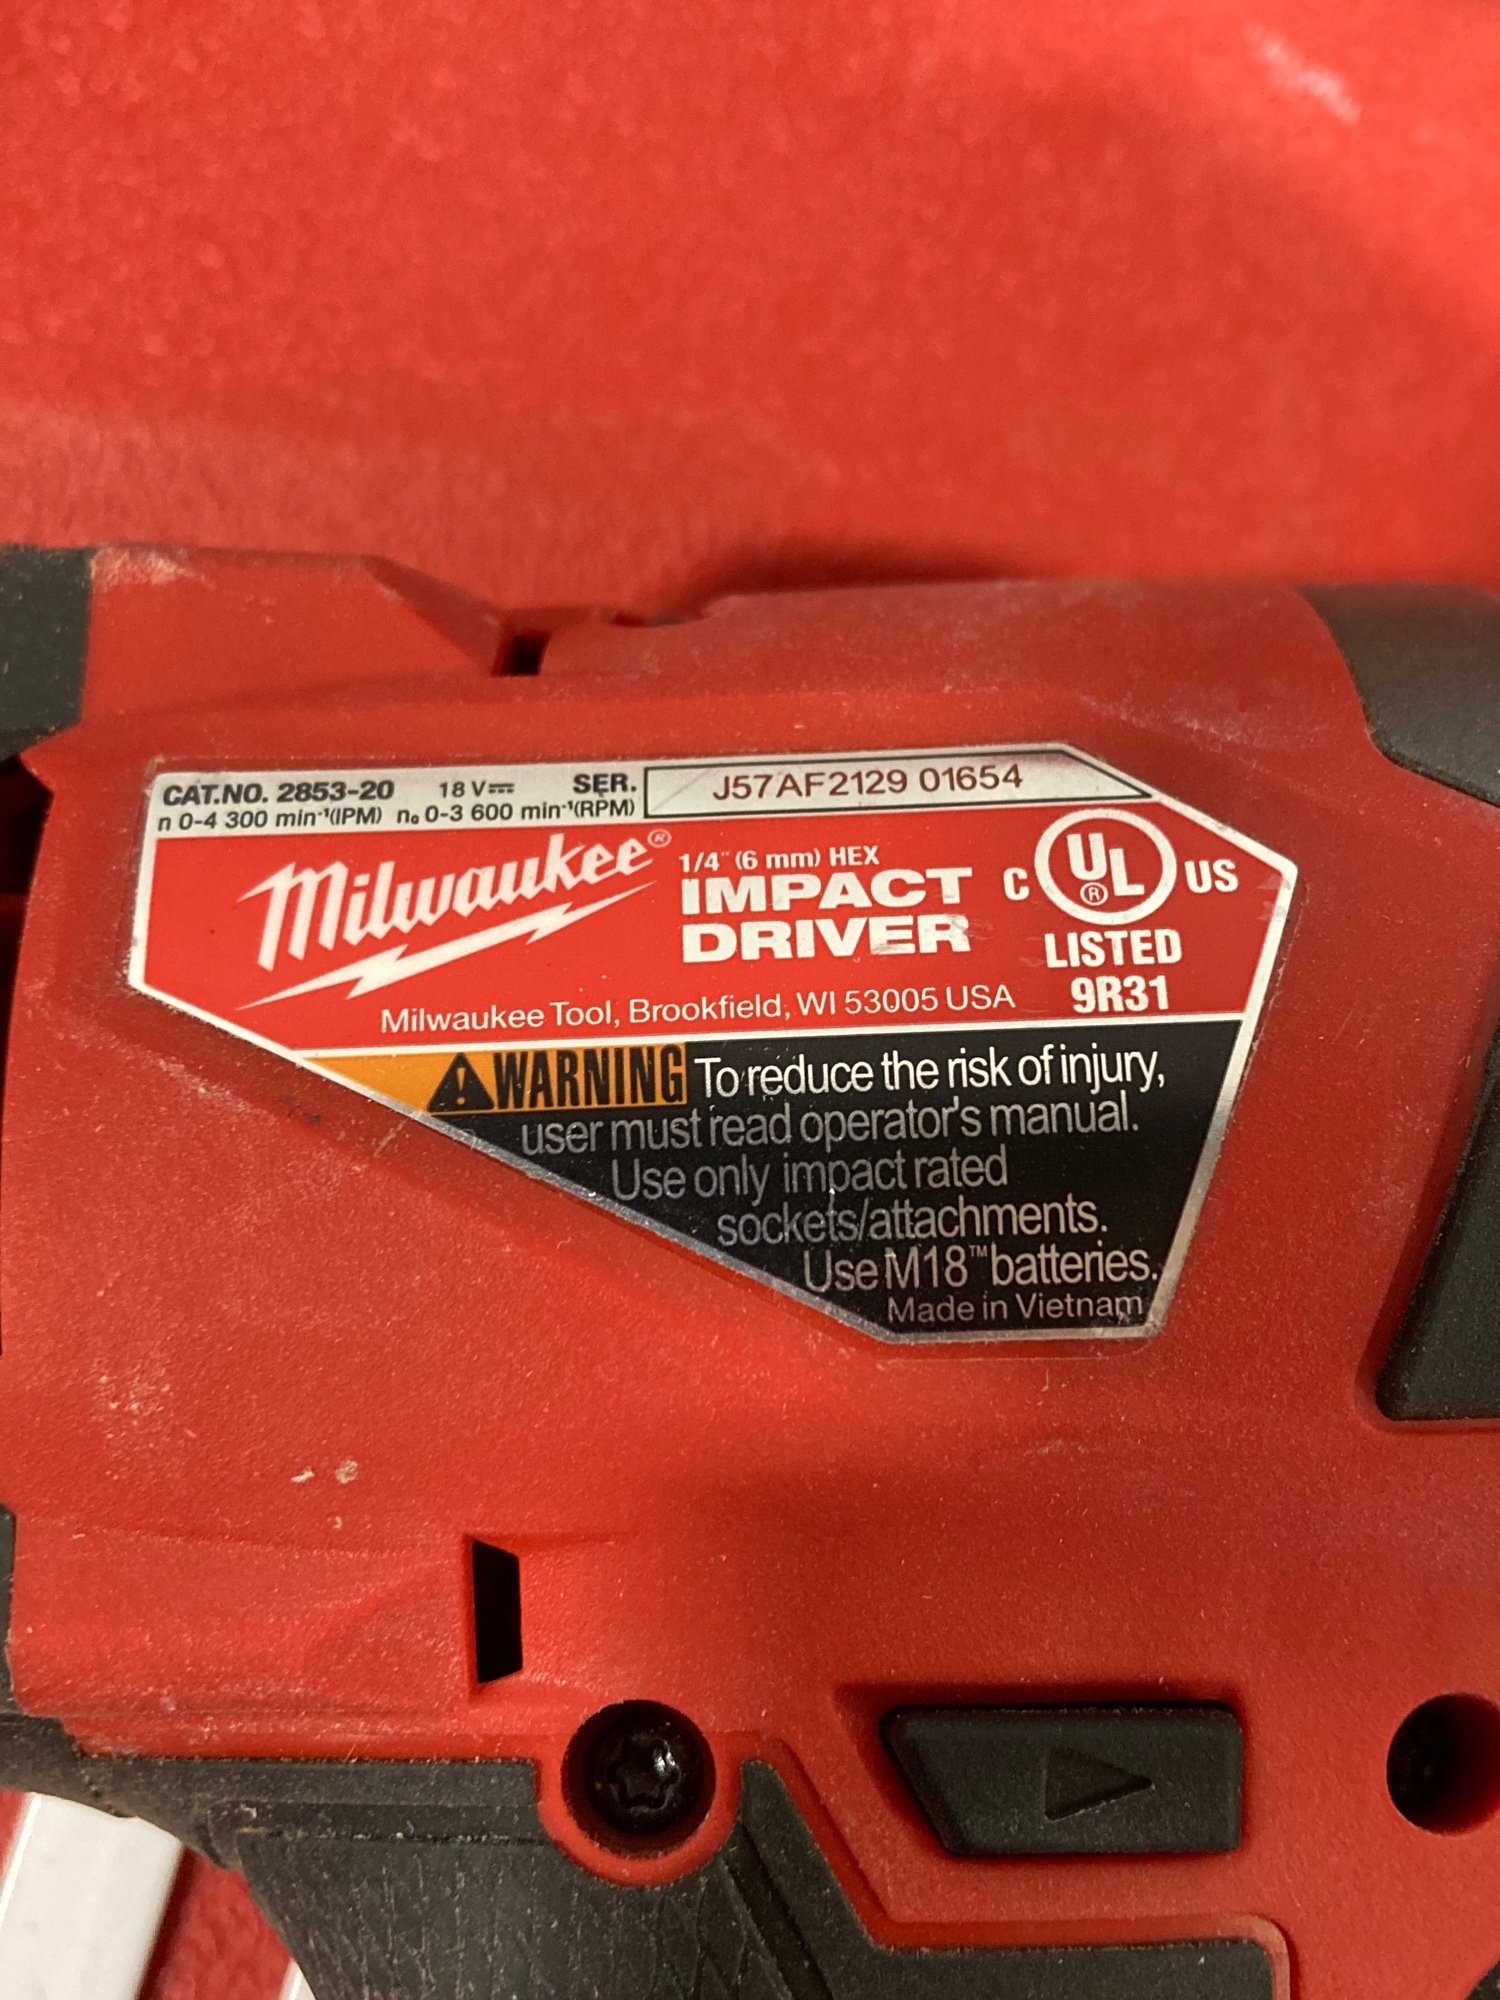 CAT.NO. 2853-20 18 V⎓ SER. J57AF2129 01654
n 0-4 300 min⁻¹(IPM) n₀ 0-3 600 min⁻¹(RPM)
Milwaukee®
1/4" (6 mm) HEX
IMPACT
DRIVER
C UL® US
LISTED
9R31
Milwaukee Tool, Brookfield, WI 53005 USA
WARNING To reduce the risk of injury,
user must read operator's manual.
Use only impact rated
sockets/attachments.
Use M18™ batteries.
Made in Vietnam